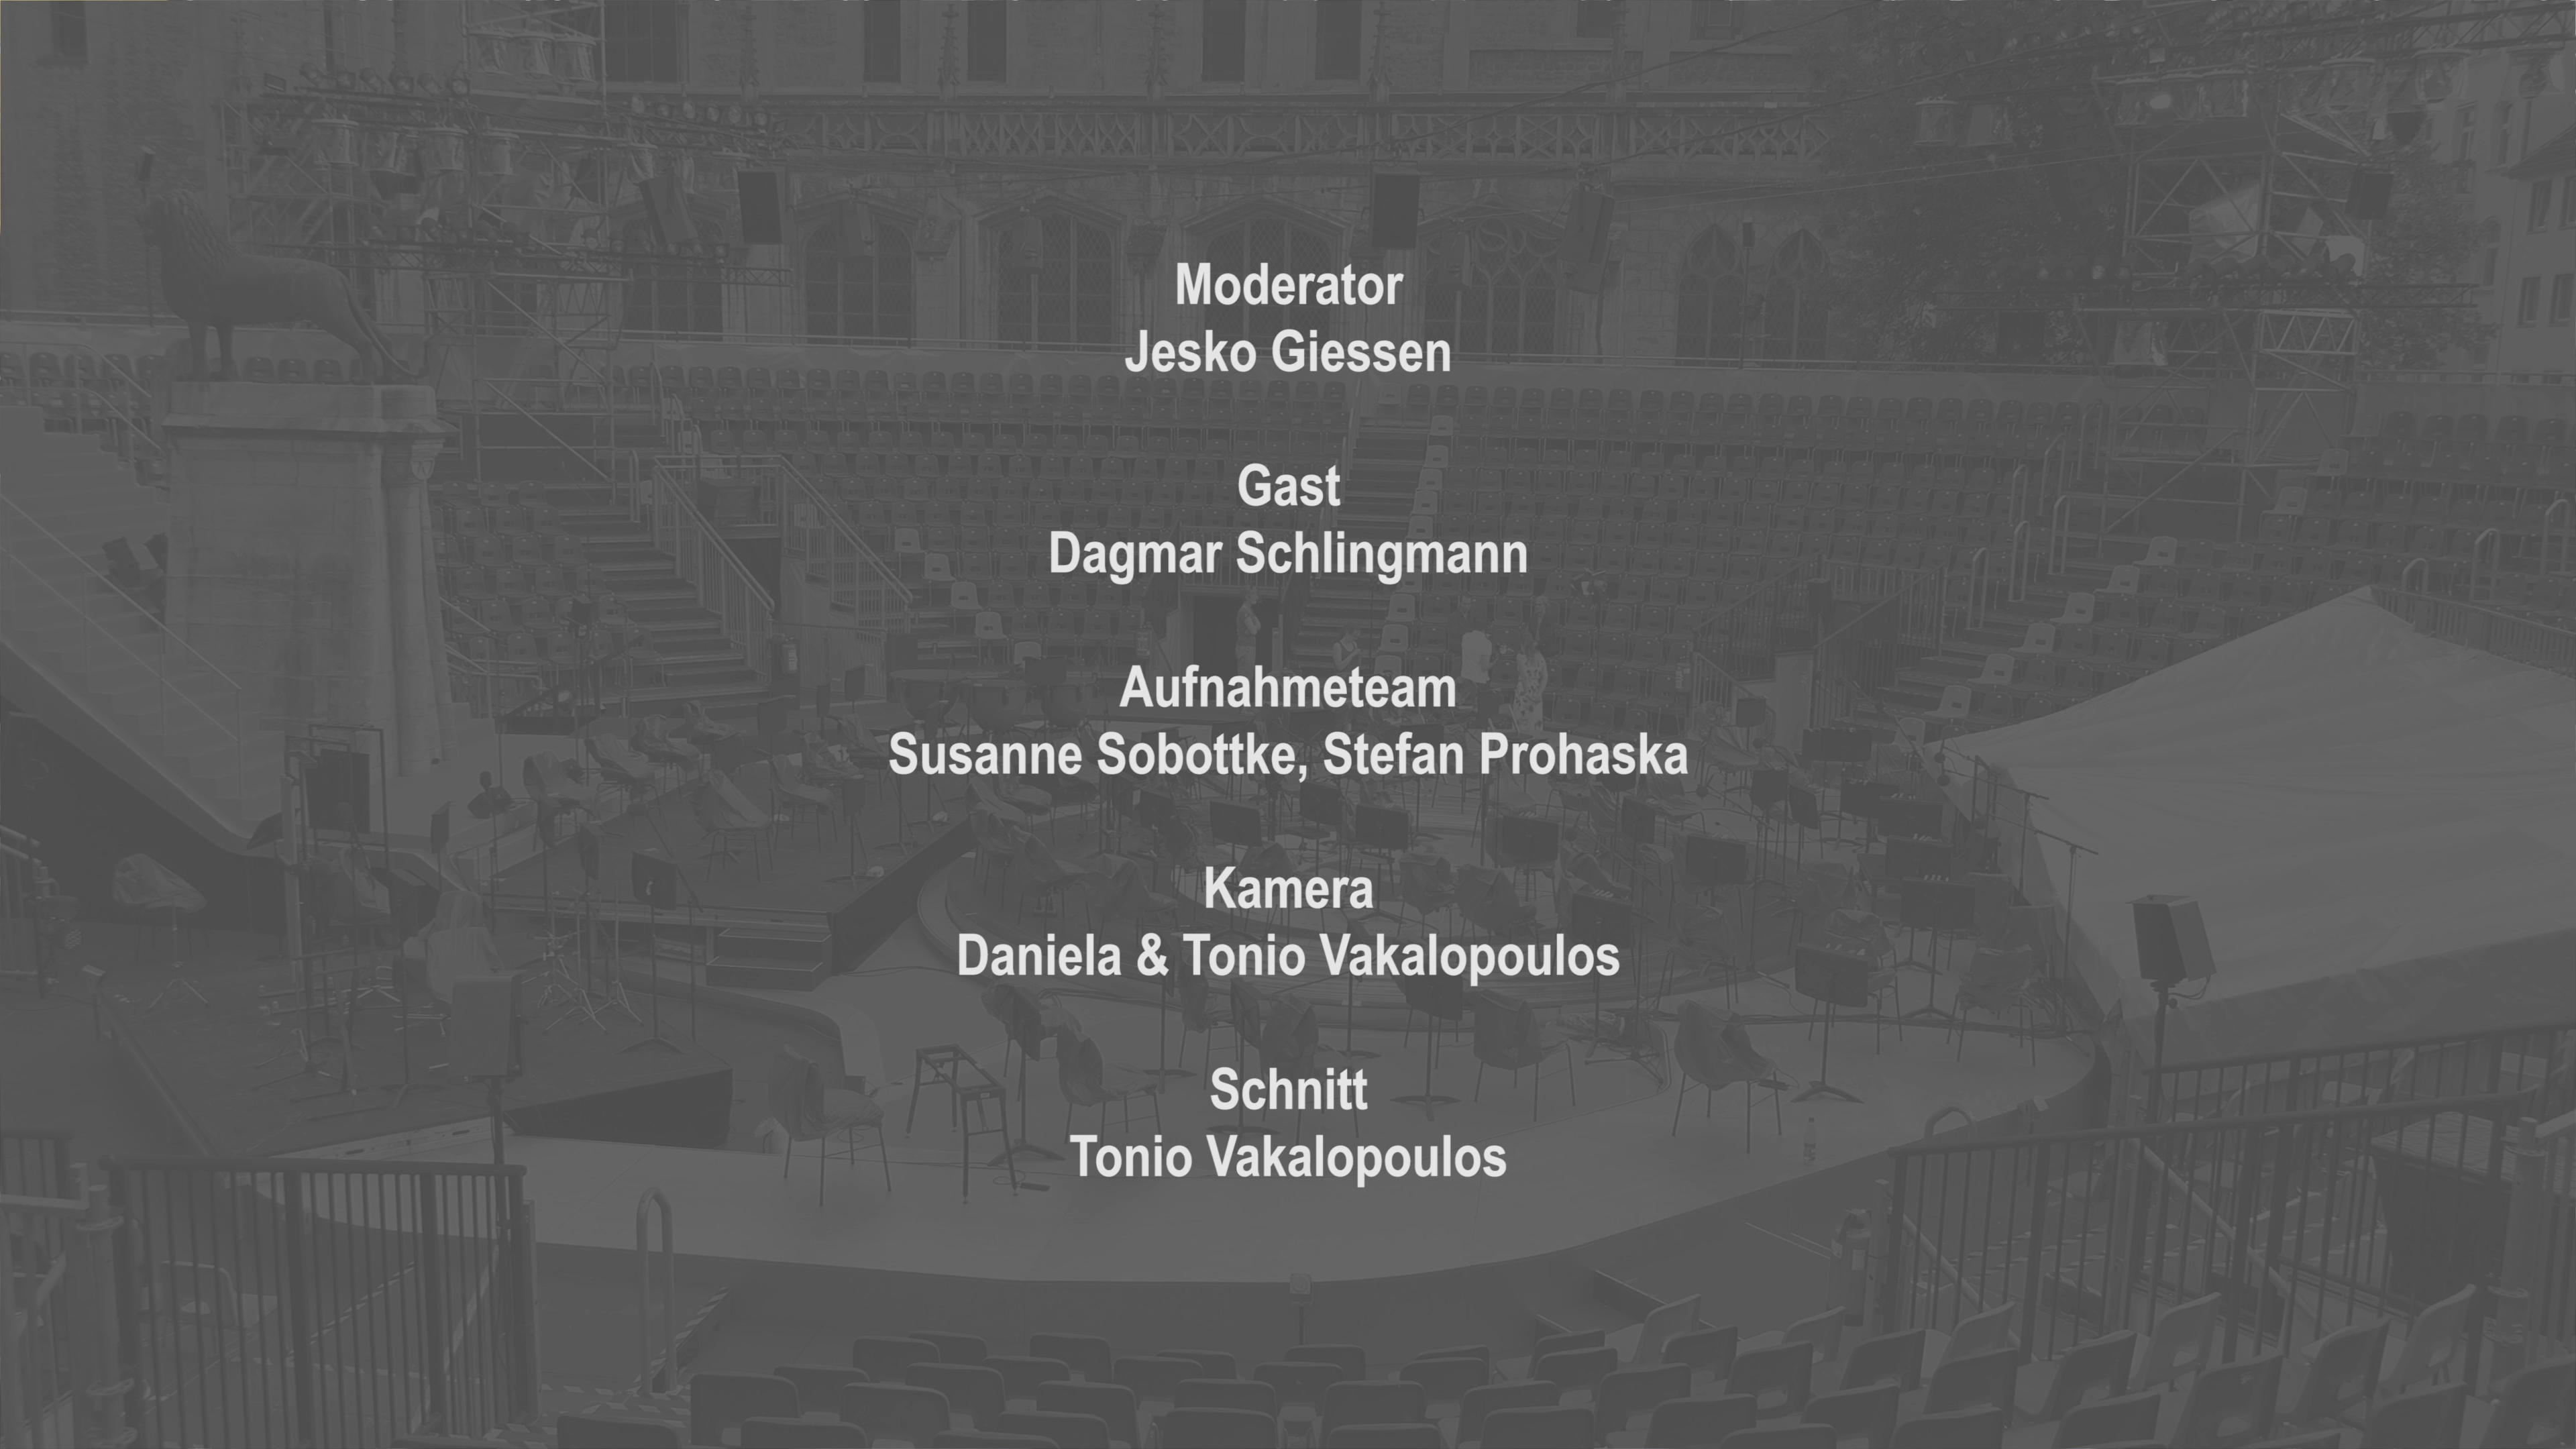 Moderator
Jesko Giessen
Gast
Dagmar Schlingmann
Aufnahmeteam
Susanne Sobottke, Stefan Prohaska
Kamera
Daniela & Tonio Vakalopoulos
Schnitt
Tonio Vakalopoulos